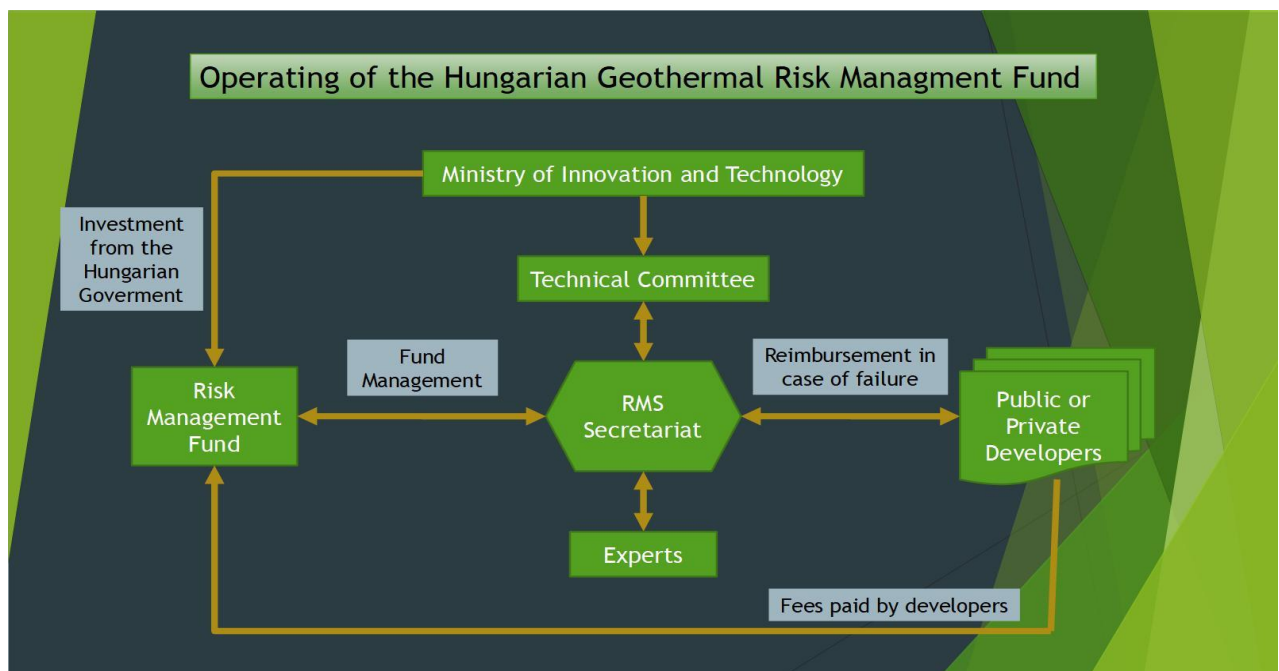 Operating of the Hungarian Geothermal Risk Managment Fund
Ministry of Innovation and Technology
Investment
from the
Hungarian
Goverment
Technical Committee
Fund
Management
Reimbursement in
case of failure
Risk
Management
Fund
RMS
Secretariat
Public or
Private
Developers
Experts
Fees paid by developers